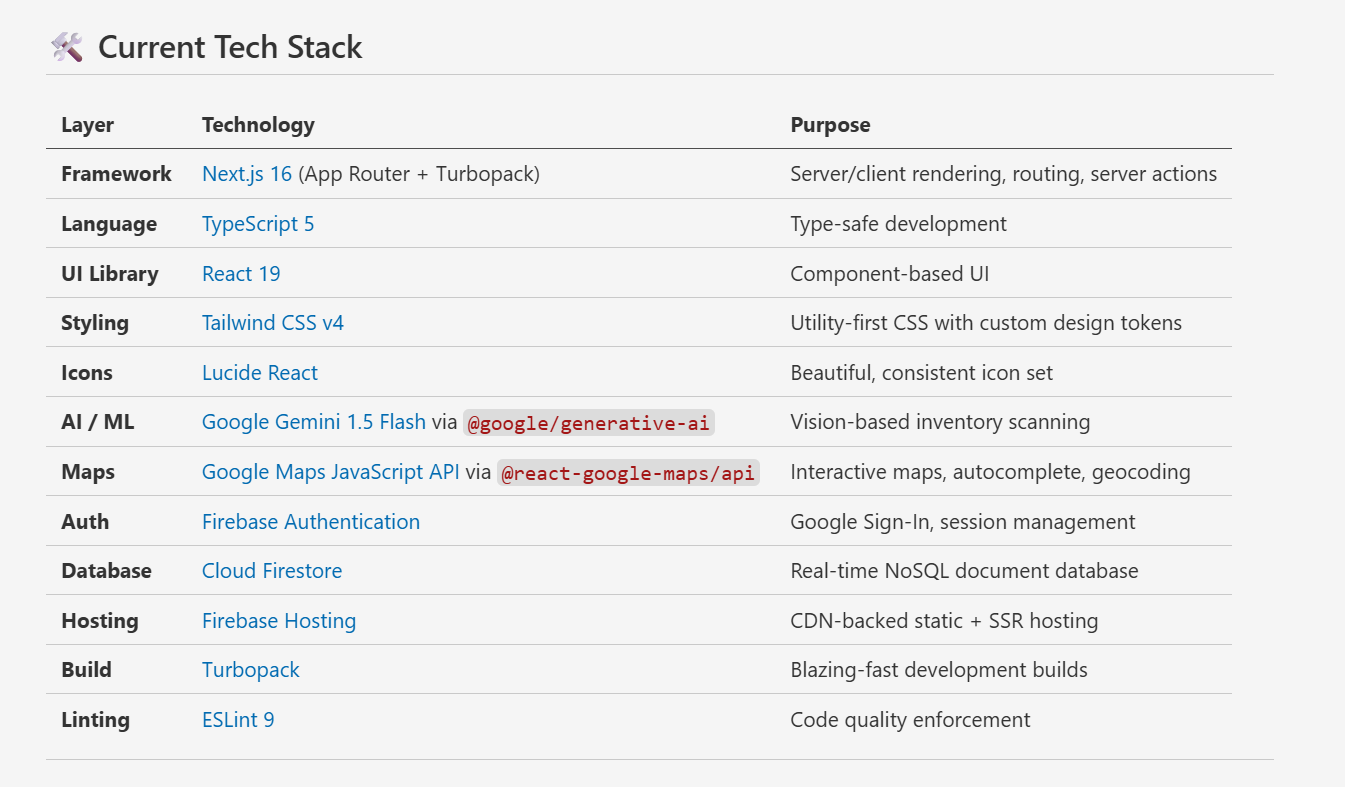 🛠️ Current Tech Stack
Layer Technology Purpose
Framework Next.js 16 (App Router + Turbopack) Server/client rendering, routing, server actions
Language TypeScript 5 Type-safe development
UI Library React 19 Component-based UI
Styling Tailwind CSS v4 Utility-first CSS with custom design tokens
Icons Lucide React Beautiful, consistent icon set
AI / ML Google Gemini 1.5 Flash via @google/generative-ai Vision-based inventory scanning
Maps Google Maps JavaScript API via @react-google-maps/api Interactive maps, autocomplete, geocoding
Auth Firebase Authentication Google Sign-In, session management
Database Cloud Firestore Real-time NoSQL document database
Hosting Firebase Hosting CDN-backed static + SSR hosting
Build Turbopack Blazing-fast development builds
Linting ESLint 9 Code quality enforcement